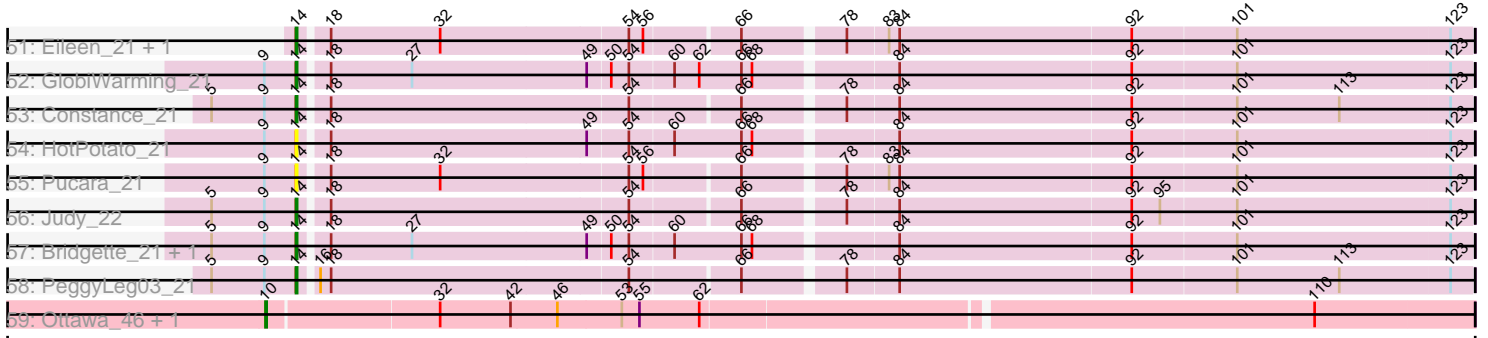 14 18 32 54 56 66 78 83 84 92 101 123
51: Eileen_21 + 1
9 14 18 27 49 50 54 60 62 66 68 84 92 101 123
52: GlobiWarming_21
5 9 14 18 54 66 78 84 92 101 113 123
53: Constance_21
9 14 18 49 54 60 66 68 84 92 101 123
54: HotPotato_21
9 14 18 32 54 56 66 78 83 84 92 101 123
55: Pucara_21
5 9 14 18 54 66 78 84 92 95 101 123
56: Judy_22
5 9 14 18 27 49 50 54 60 66 68 84 92 101 123
57: Bridgette_21 + 1
5 9 14 16 18 54 66 78 84 92 101 113 123
58: PeggyLeg03_21
10 32 42 46 53 55 62 110
59: Ottawa_46 + 1